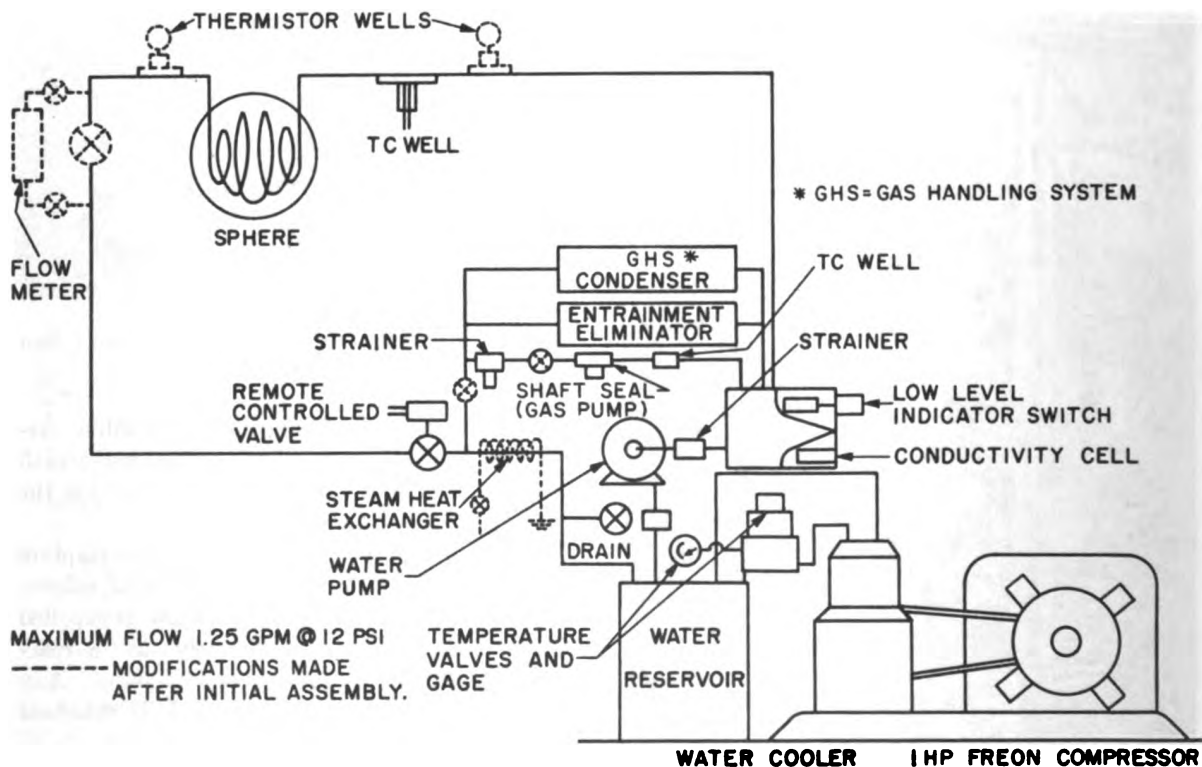 THERMISTOR WELLS
TC WELL
SPHERE
* GHS=GAS HANDLING SYSTEM
FLOW
METER
GHS *
CONDENSER
TC WELL
ENTRAINMENT
ELIMINATOR
STRAINER
STRAINER
SHAFT SEAL
(GAS PUMP)
REMOTE
CONTROLLED
VALVE
LOW LEVEL
INDICATOR SWITCH
CONDUCTIVITY CELL
STEAM HEAT
EXCHANGER
DRAIN
WATER
PUMP
MAXIMUM FLOW 1.25 GPM @ 12 PSI
------ MODIFICATIONS MADE
AFTER INITIAL ASSEMBLY.
TEMPERATURE
VALVES AND
GAGE
WATER
RESERVOIR
WATER COOLER
1 HP FREON COMPRESSOR